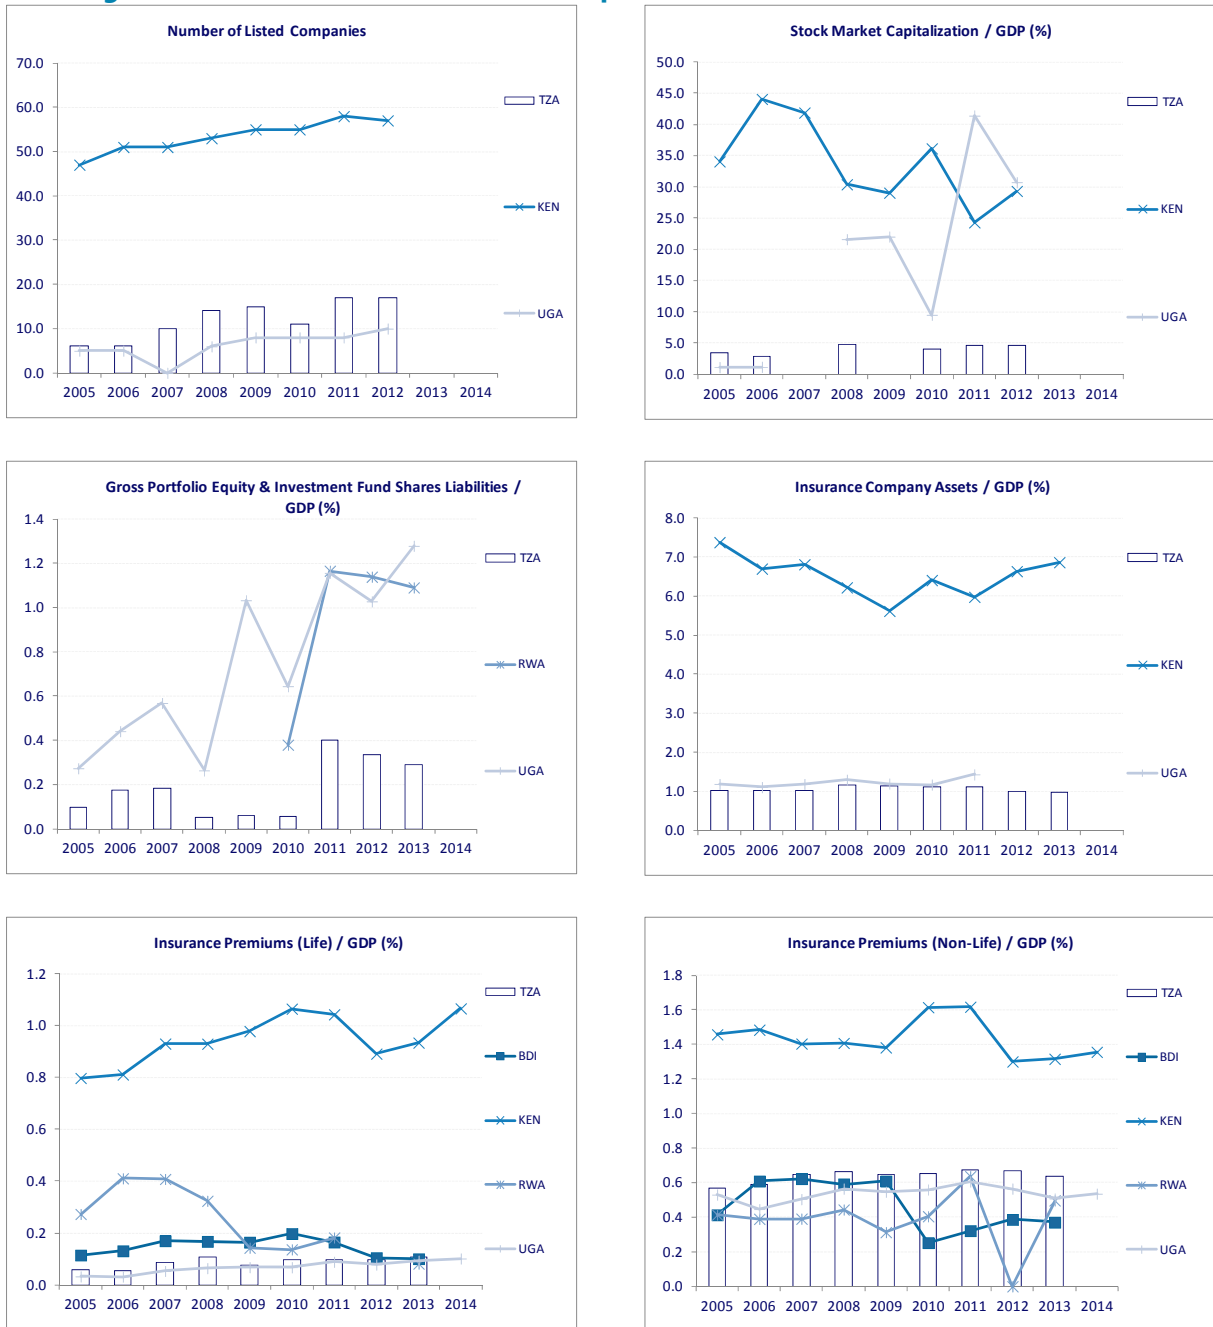 Number of Listed Companies
70.0
60.0
50.0
40.0
30.0
20.0
10.0
0.0
2005 2006 2007 2008 2009 2010 2011 2012 2013 2014
TZA
KEN
UGA
Stock Market Capitalization / GDP (%)
50.0
45.0
40.0
35.0
30.0
25.0
20.0
15.0
10.0
5.0
0.0
2005 2006 2007 2008 2009 2010 2011 2012 2013 2014
TZA
KEN
UGA
Gross Portfolio Equity & Investment Fund Shares Liabilities /
GDP (%)
1.4
1.2
1.0
0.8
0.6
0.4
0.2
0.0
2005 2006 2007 2008 2009 2010 2011 2012 2013 2014
TZA
RWA
UGA
Insurance Company Assets / GDP (%)
8.0
7.0
6.0
5.0
4.0
3.0
2.0
1.0
0.0
2005 2006 2007 2008 2009 2010 2011 2012 2013 2014
TZA
KEN
UGA
Insurance Premiums (Life) / GDP (%)
1.2
1.0
0.8
0.6
0.4
0.2
0.0
2005 2006 2007 2008 2009 2010 2011 2012 2013 2014
TZA
BDI
KEN
RWA
UGA
Insurance Premiums (Non-Life) / GDP (%)
1.8
1.6
1.4
1.2
1.0
0.8
0.6
0.4
0.2
0.0
2005 2006 2007 2008 2009 2010 2011 2012 2013 2014
TZA
BDI
KEN
RWA
UGA